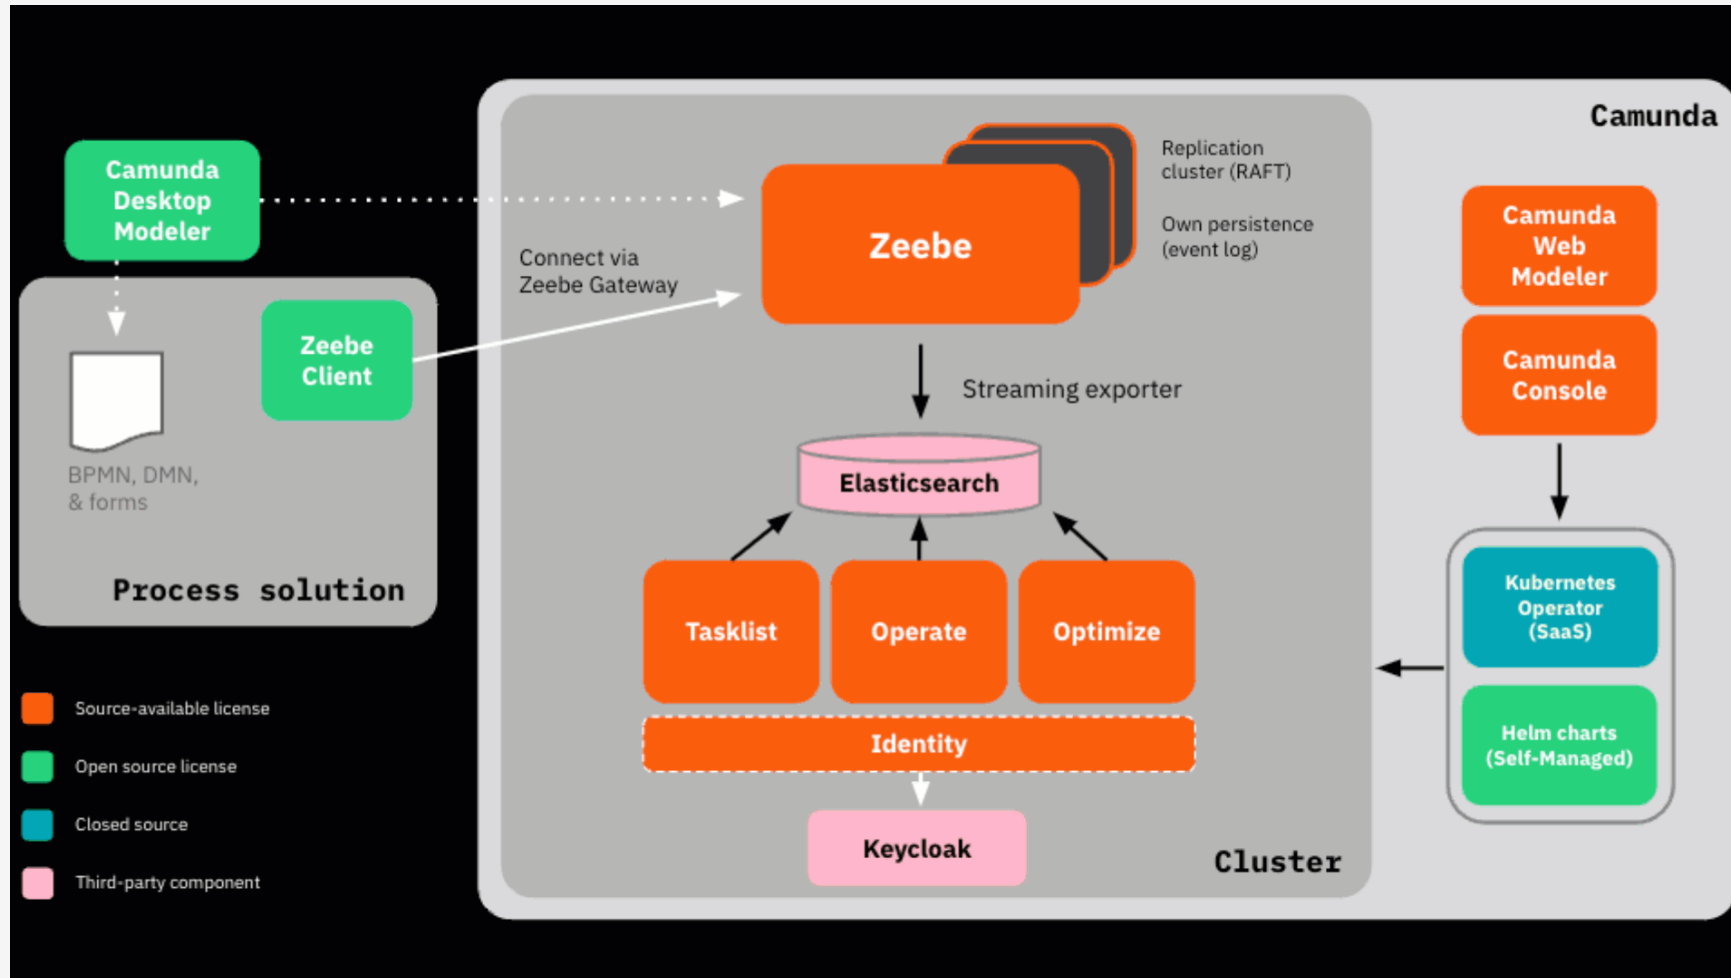 Camunda
Camunda
Desktop
Modeler
Zeebe
Client
BPMN, DMN,
& forms
Process solution
Connect via
Zeebe Gateway
Zeebe
Replication
cluster (RAFT)
Own persistence
(event log)
Streaming exporter
Elasticsearch
Tasklist
Operate
Optimize
Identity
Keycloak
Cluster
Camunda
Web
Modeler
Camunda
Console
Kubernetes
Operator
(SaaS)
Helm charts
(Self-Managed)
Source-available license
Open source license
Closed source
Third-party component